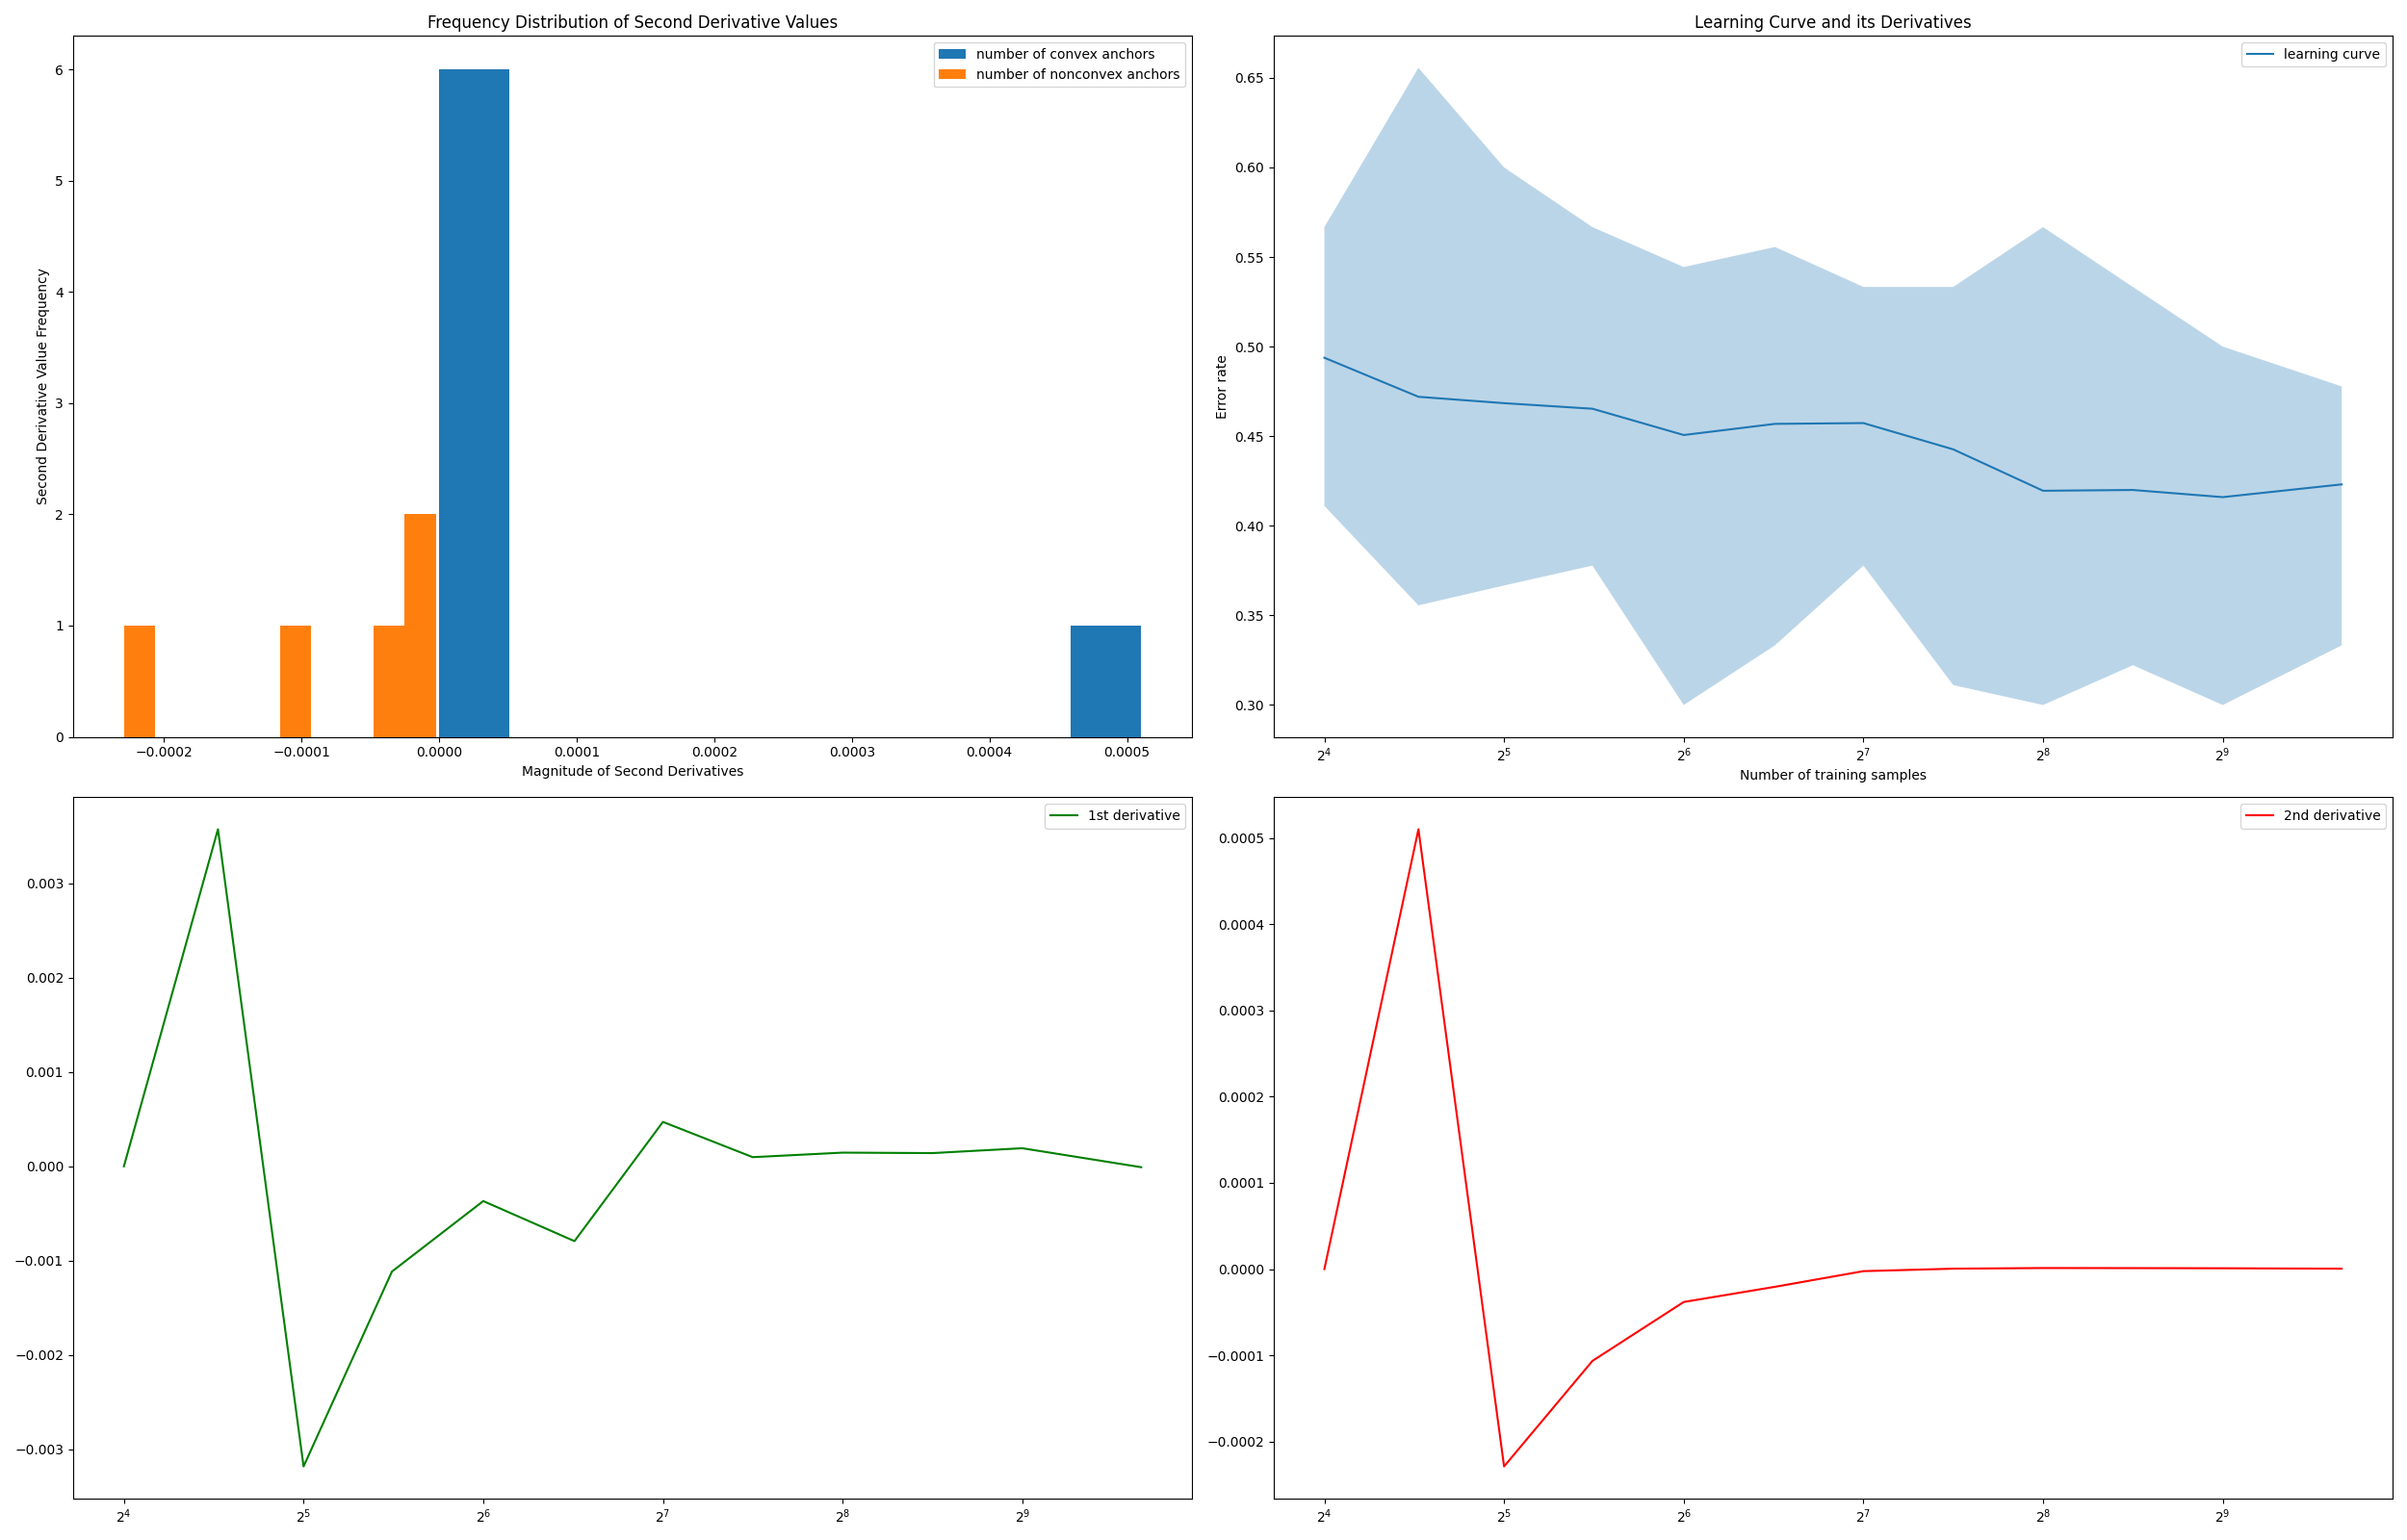 Frequency Distribution of Second Derivative Values
number of convex anchors
number of nonconvex anchors
6
5
4
3
2
1
0
Second Derivative Value Frequency
−0.0002 −0.0001 0.0000 0.0001 0.0002 0.0003 0.0004 0.0005
Magnitude of Second Derivatives
Learning Curve and its Derivatives
learning curve
0.65
0.60
0.55
0.50
0.45
0.40
0.35
0.30
Error rate
2⁴ 2⁵ 2⁶ 2⁷ 2⁸ 2⁹
Number of training samples
1st derivative
0.003
0.002
0.001
0.000
−0.001
−0.002
−0.003
2⁴ 2⁵ 2⁶ 2⁷ 2⁸ 2⁹
2nd derivative
0.0005
0.0004
0.0003
0.0002
0.0001
0.0000
−0.0001
−0.0002
2⁴ 2⁵ 2⁶ 2⁷ 2⁸ 2⁹